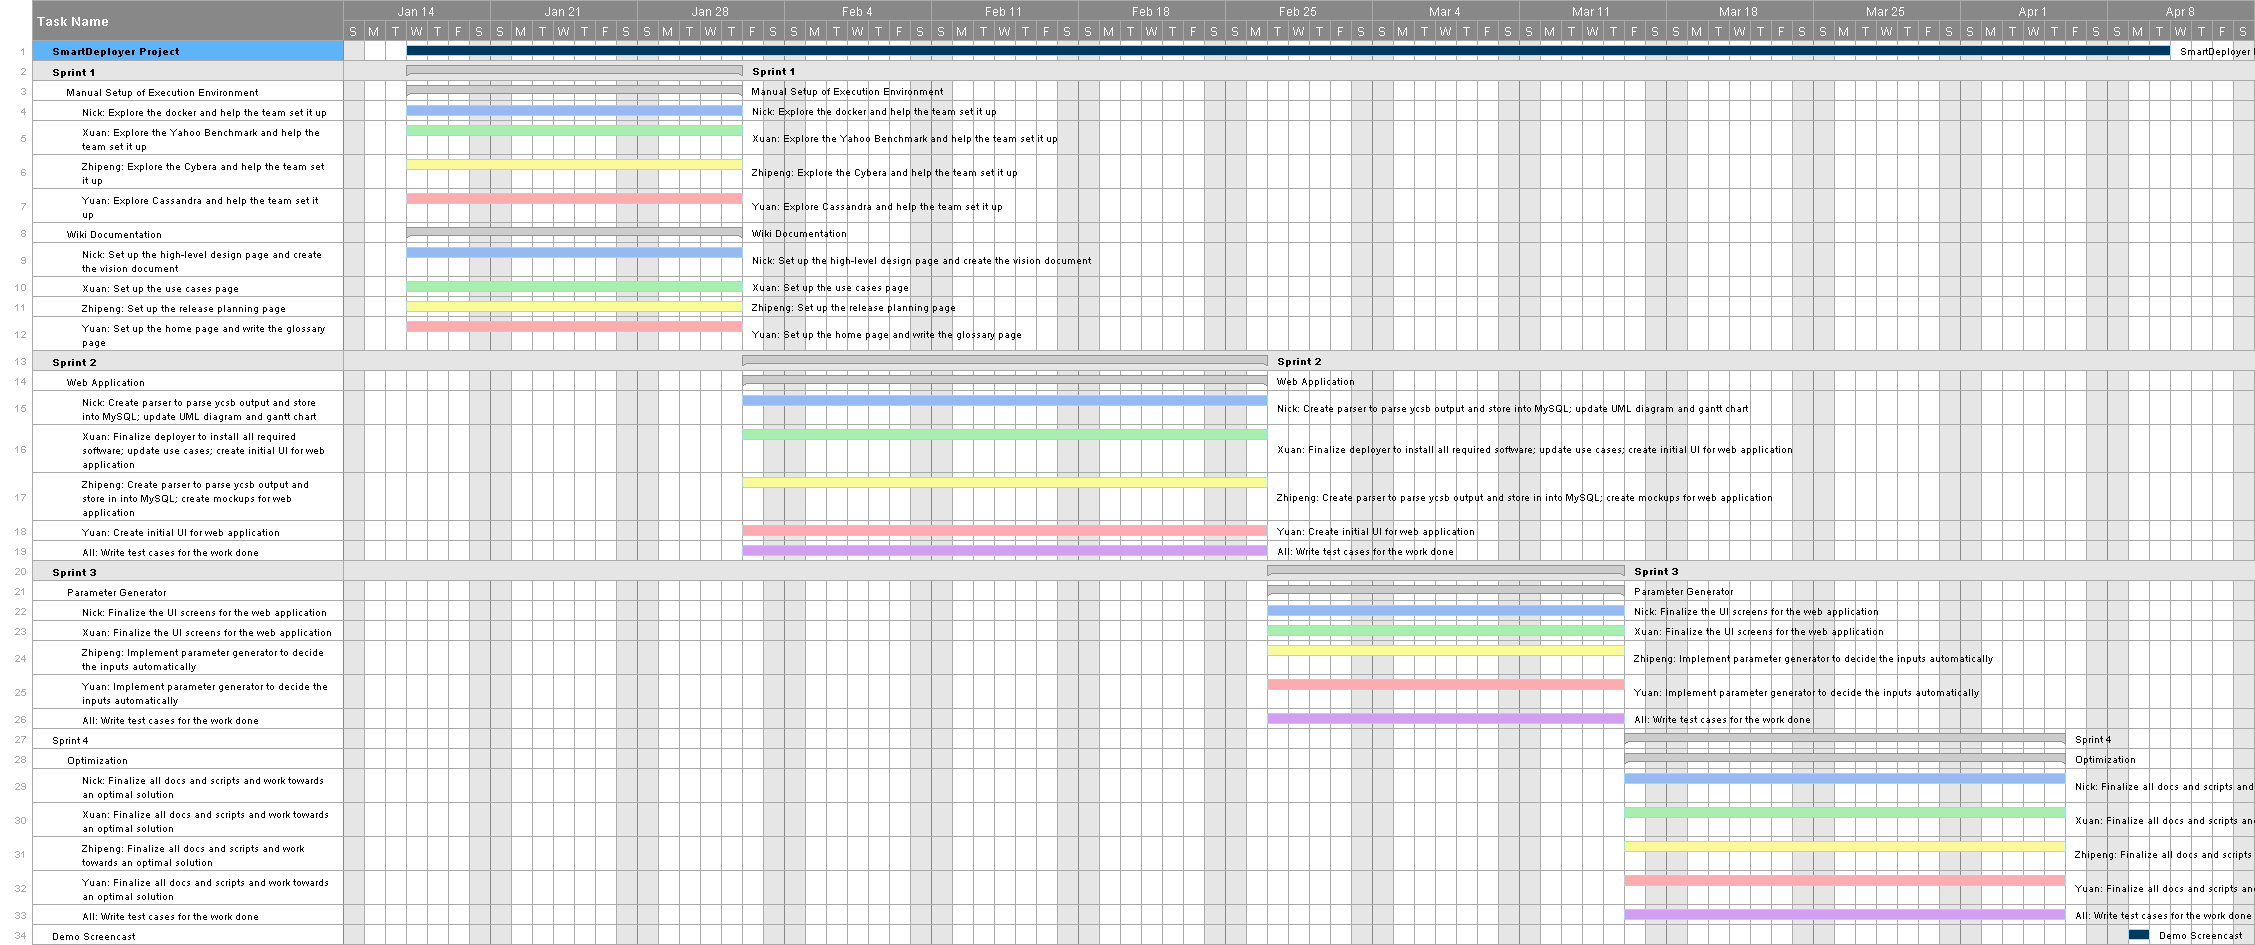 Task Name
Jan 14 Jan 21 Jan 28 Feb 4 Feb 11 Feb 18 Feb 25 Mar 4 Mar 11 Mar 18 Mar 25 Apr 1 Apr 8
S M T W T F S S M T W T F S S M T W T F S S M T W T F S S M T W T F S S M T W T F S S M T W T F S S M T W T F S S M T W T F S S M T W T F S S M T W T F S S M T W T F S S M T W T F S
1 SmartDeployer Project SmartDeployer
2 Sprint 1 Sprint 1
3 Manual Setup of Execution Environment Manual Setup of Execution Environment
4 Nick: Explore the docker and help the team set it up Nick: Explore the docker and help the team set it up
5 Xuan: Explore the Yahoo Benchmark and help the
team set it up
Xuan: Explore the Yahoo Benchmark and help the team set it up
6 Zhipeng: Explore the Cybera and help the team set
it up
Zhipeng: Explore the Cybera and help the team set it up
7 Yuan: Explore Cassandra and help the team set it
up
Yuan: Explore Cassandra and help the team set it up
8 Wiki Documentation Wiki Documentation
9 Nick: Set up the high-level design page and create
the vision document
Nick: Set up the high-level design page and create the vision document
10 Xuan: Set up the use cases page Xuan: Set up the use cases page
11 Zhipeng: Set up the release planning page Zhipeng: Set up the release planning page
12 Yuan: Set up the home page and write the glossary
page
Yuan: Set up the home page and write the glossary page
13 Sprint 2 Sprint 2
14 Web Application Web Application
15 Nick: Create parser to parse ycsb output and store
into MySQL; update UML diagram and gantt chart
Nick: Create parser to parse ycsb output and store into MySQL; update UML diagram and gantt chart
16 Xuan: Finalize deployer to install all required
software; update use cases; create initial UI for web
application
Xuan: Finalize deployer to install all required software; update use cases; create initial UI for web application
17 Zhipeng: Create parser to parse ycsb output and
store in into MySQL; create mockups for web
application
Zhipeng: Create parser to parse ycsb output and store in into MySQL; create mockups for web application
18 Yuan: Create initial UI for web application Yuan: Create initial UI for web application
19 All: Write test cases for the work done All: Write test cases for the work done
20 Sprint 3 Sprint 3
21 Parameter Generator Parameter Generator
22 Nick: Finalize the UI screens for the web application Nick: Finalize the UI screens for the web application
23 Xuan: Finalize the UI screens for the web application Xuan: Finalize the UI screens for the web application
24 Zhipeng: Implement parameter generator to decide
the inputs automatically
Zhipeng: Implement parameter generator to decide the inputs automatically
25 Yuan: Implement parameter generator to decide the
inputs automatically
Yuan: Implement parameter generator to decide the inputs automatically
26 All: Write test cases for the work done All: Write test cases for the work done
27 Sprint 4 Sprint 4
28 Optimization Optimization
29 Nick: Finalize all docs and scripts and work towards
an optimal solution
Nick: Finalize all docs and scripts and
30 Xuan: Finalize all docs and scripts and work towards
an optimal solution
Xuan: Finalize all docs and scripts an
31 Zhipeng: Finalize all docs and scripts and work
towards an optimal solution
Zhipeng: Finalize all docs and scripts
32 Yuan: Finalize all docs and scripts and work towards
an optimal solution
Yuan: Finalize all docs and scripts an
33 All: Write test cases for the work done All: Write test cases for the work done
34 Demo Screencast Demo Screencast